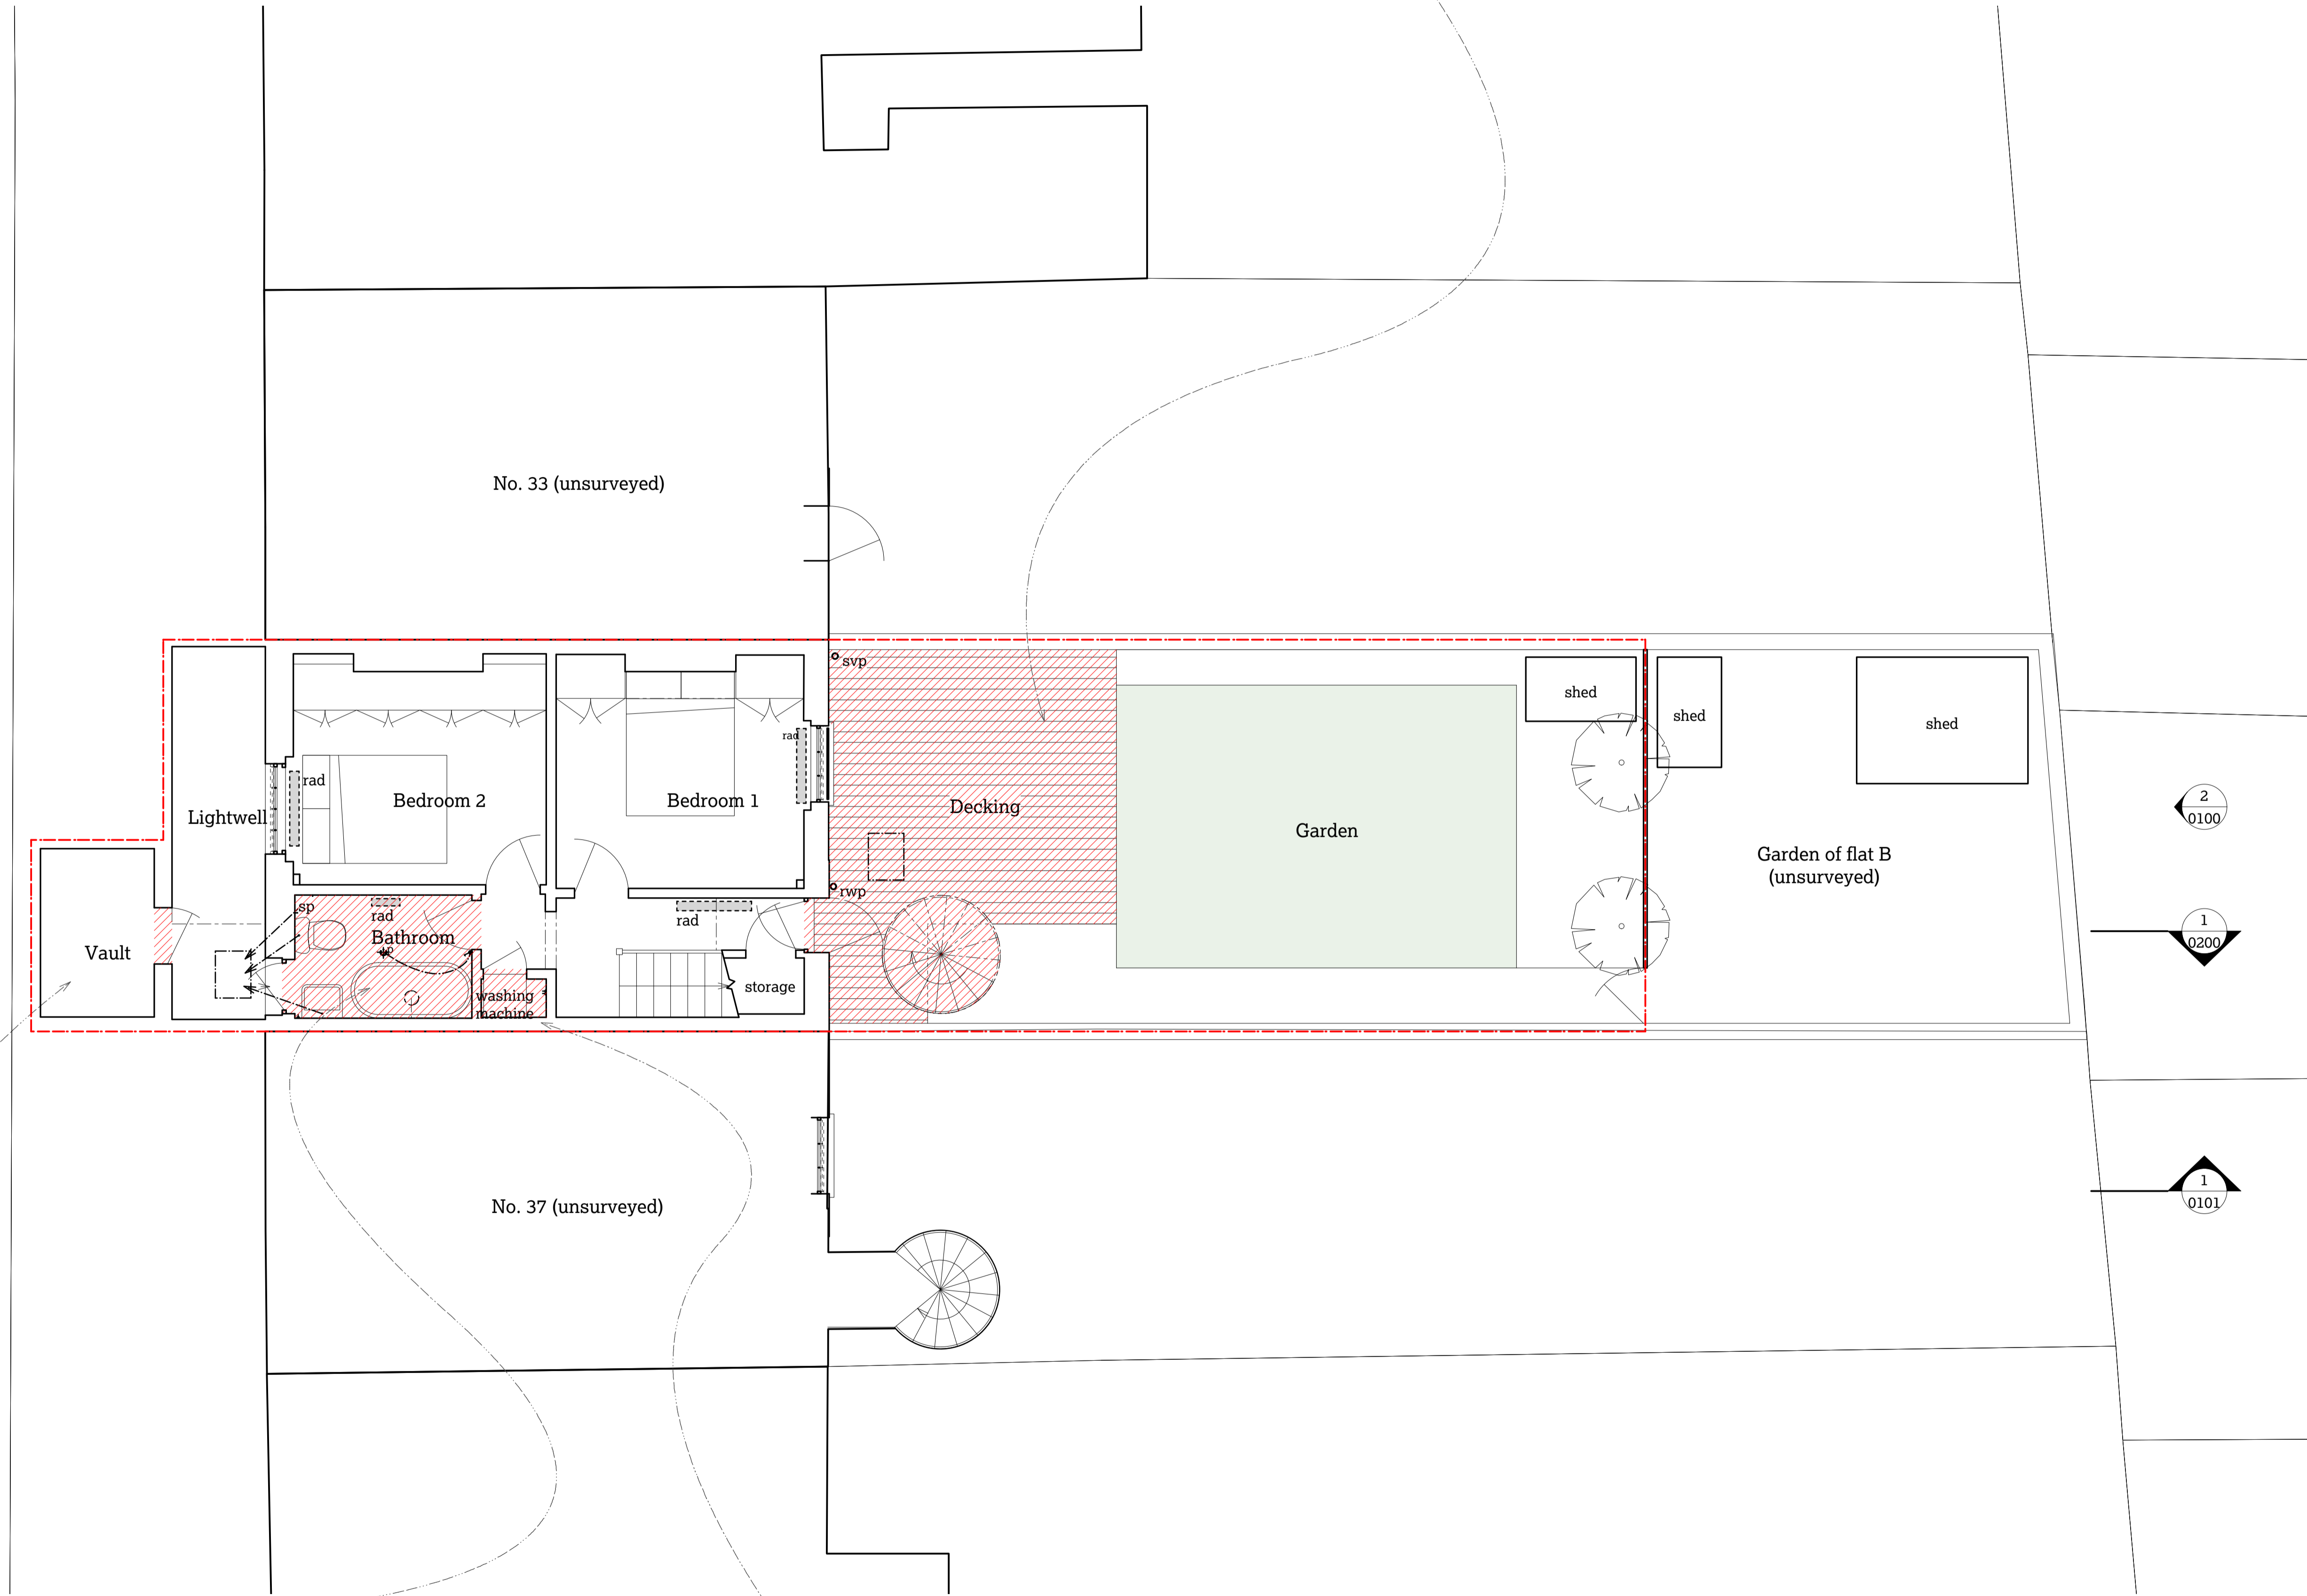 No. 33 (unsurveyed)
svp
shed
shed
shed
rad
rad
Bedroom 2
Bedroom 1
Decking
Lightwell
Garden
2
0100
Garden of flat B
(unsurveyed)
rwp
sp
rad
rad
Bathroom
Vault
storage
washing
machine
1
0200
No. 37 (unsurveyed)
1
0101